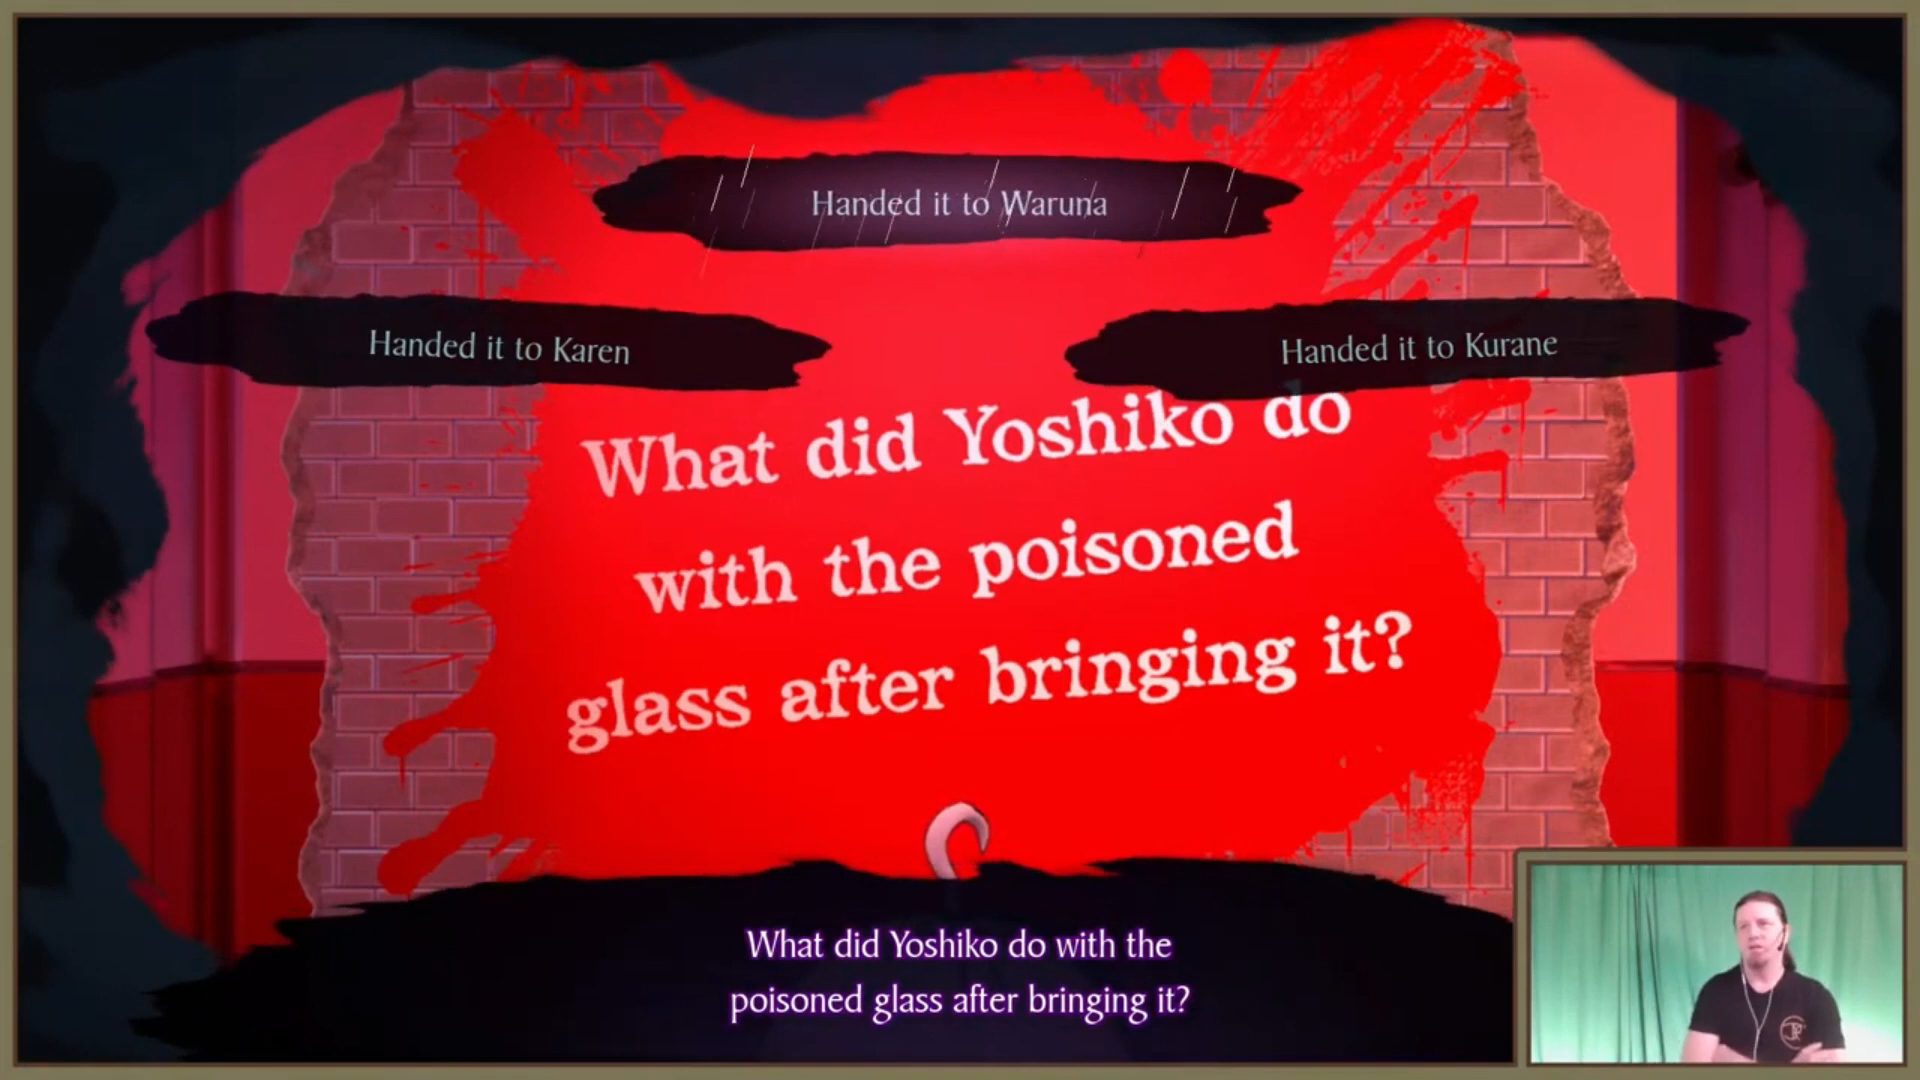 Handed it to Waruna
Handed it to Karen
Handed it to Kurane
What did Yoshiko do
with the poisoned
glass after bringing it?
What did Yoshiko do with the
poisoned glass after bringing it?